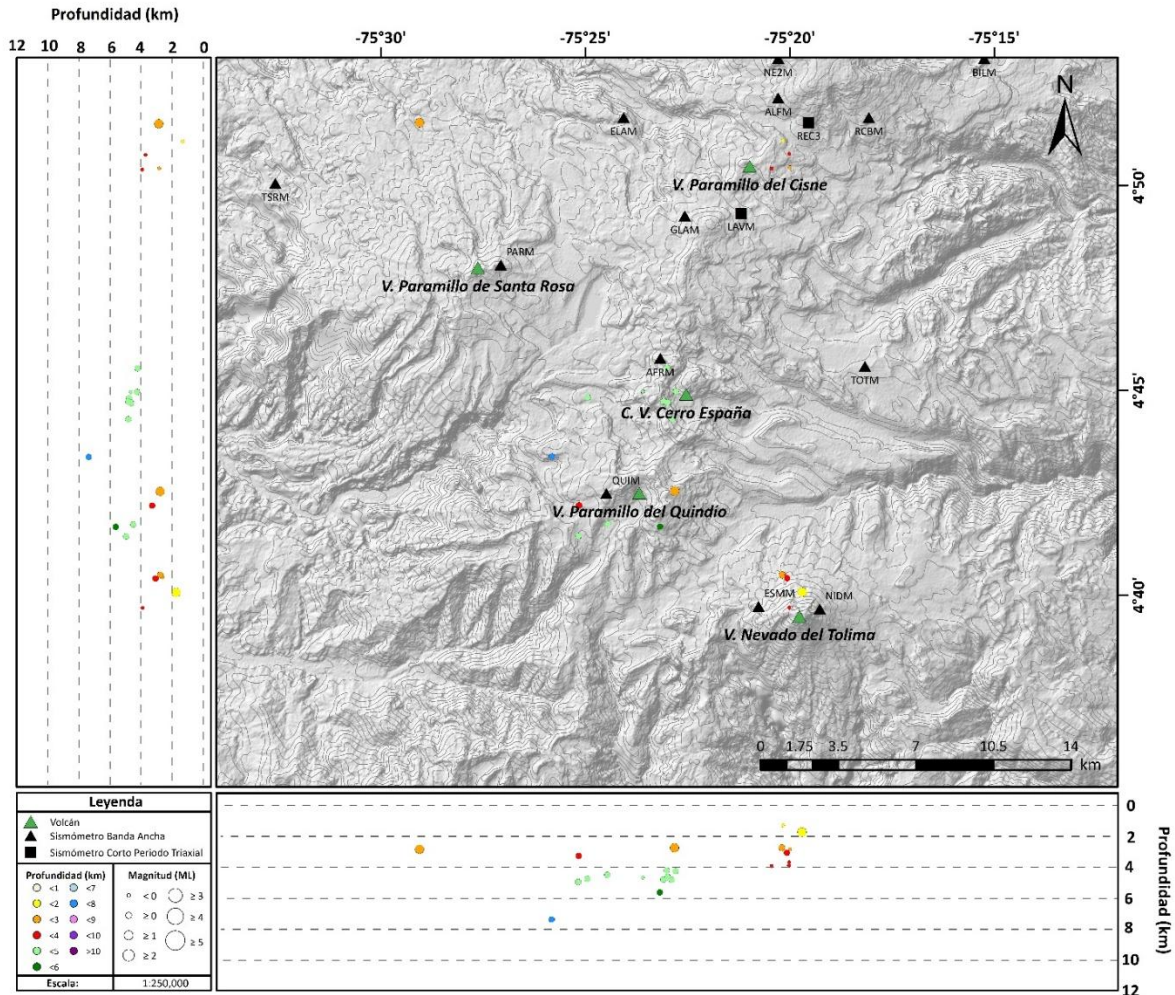 Profundidad (km)
12 10 8 6 4 2 0
-75°30' -75°25' -75°20' -75°15'
NE2M
BILM
ALFM
N
ELAM
REC3
RCBM
4°50'
TSRM
V. Paramillo del Cisne
GLAM
LAVM
PARM
V. Paramillo de Santa Rosa
AFRM
TOTM
4°45'
C. V. Cerro España
QUIM
V. Paramillo del Quindio
4°40'
ESMM
NIDM
V. Nevado del Tolima
0 1.75 3.5 7 10.5 14
km
Leyenda
Volcán
Sismómetro Banda Ancha
Sismómetro Corto Periodo Triaxial
Profundidad (km)
<1 <7
<2 <8
<3 <9
<4 <10
<5 >10
<6
Magnitud (ML)
< 0 ≥ 3
≥ 0 ≥ 4
≥ 1 ≥ 5
≥ 2
Escala: 1:250,000
0
2
4
6
8
10
12
Profundidad (km)